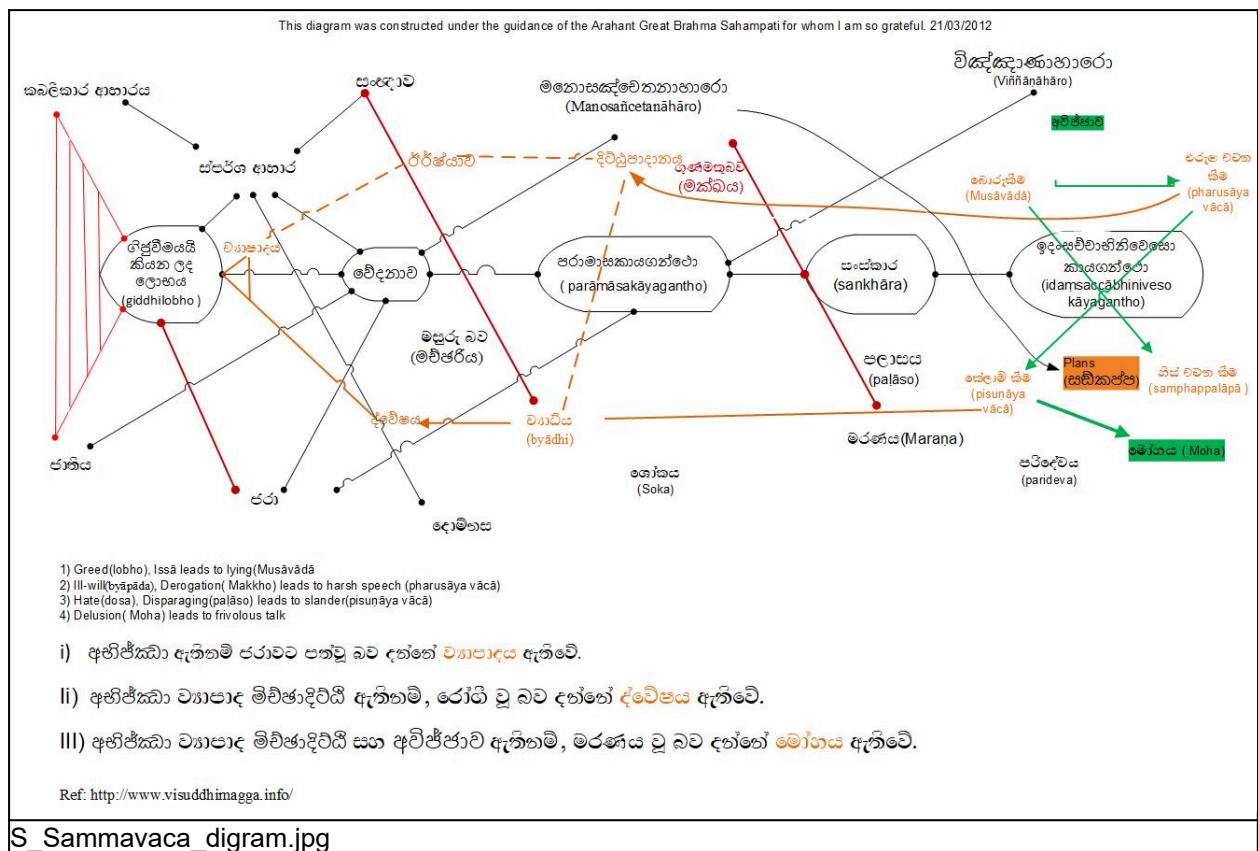 This diagram was constructed under the guidance of the Arahant Great Brahma Sahampati for whom I am so grateful. 21/03/2012
කබලිකාර ආහාරය
සංඥාව
මනොසඤ්චෙතනාහාරො
(Manosañcetanāhāro)
විඤ්ඤාණාහාරො
(Viññāṇāhāro)
අවිජ්ජාව
ස්පර්ශ ආහාර
ඊර්ෂ්යාව
දිට්ඨුපාදානය
ගුණමකුබව
(මක්ඛය)
බොරුකීම
(Musāvādā)
එරුෂ වචන
කීම
(pharusāya
vācā)
ගිජුවීමයයි
කියන ලද
ලොභය
(giddhilobho )
ව්‍යාපාදය
වේදනාව
පරාමාසකායගන්ථො
( parāmāsakāyagantho)
සංස්කාර
(sankhāra)
ඉදංසච්චාභිනිවෙසො
කායගන්ථො
(idaṃsaccābhiniveso
kāyagantho)
මසුරු බව
(මච්ඡරිය)
පලාසය
(paḷāso)
Plans
(සඞ්කප්ප)
කේලාම් කීම
(pisuṇāya
vācā)
ගිස් වචන කීම
(samphappalāpā )
ද්වේෂය
ව්‍යාධිය
(byādhi)
මරණය(Maraṇa)
මෝහය ( Moha)
ජාතිය
ජරා
ශෝකය
(Soka)
පරිදේවය
(parideva)
දොම්නස
1) Greed(lobho), Issā leads to lying(Musāvādā
2) Ill-will(byāpāda), Derogation( Makkho) leads to harsh speech (pharusāya vācā)
3) Hate(dosa), Disparaging(paḷāso) leads to slander(pisuṇāya vācā)
4) Delusion( Moha) leads to frivolous talk
i) අභිජ්ඣා ඇතිනම් ජරාවට පත්වූ බව දන්නේ ව්‍යාපාදය ඇතිවේ.
Ii) අභිජ්ඣා ව්‍යාපාද මිච්ඡාදිට්ඨි ඇතිනම්, රෝගී වූ බව දන්නේ ද්වේෂය ඇතිවේ.
III) අභිජ්ඣා ව්‍යාපාද මිච්ඡාදිට්ඨි සහ අවිජ්ජාව ඇතිනම්, මරණය වූ බව දන්නේ මෝහය ඇතිවේ.
Ref: http://www.visuddhimagga.info/
S_Sammavaca_digram.jpg